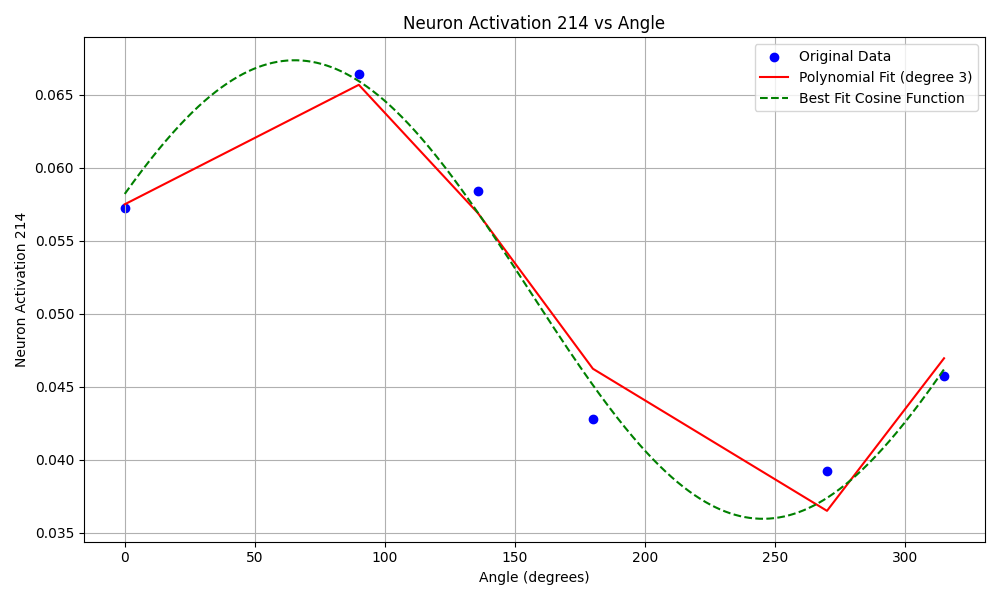 Neuron Activation 214 vs Angle
Original Data
Polynomial Fit (degree 3)
Best Fit Cosine Function
Neuron Activation 214
0.065
0.060
0.055
0.050
0.045
0.040
0.035
0
50
100
150
200
250
300
Angle (degrees)